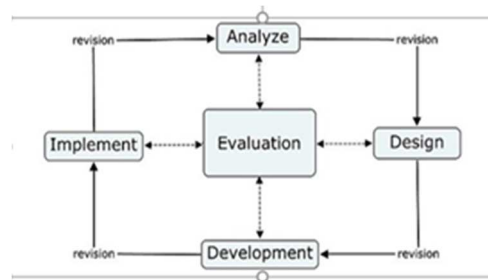 Analyze
revision
revision
Implement
Evaluation
Design
revision
Development
revision